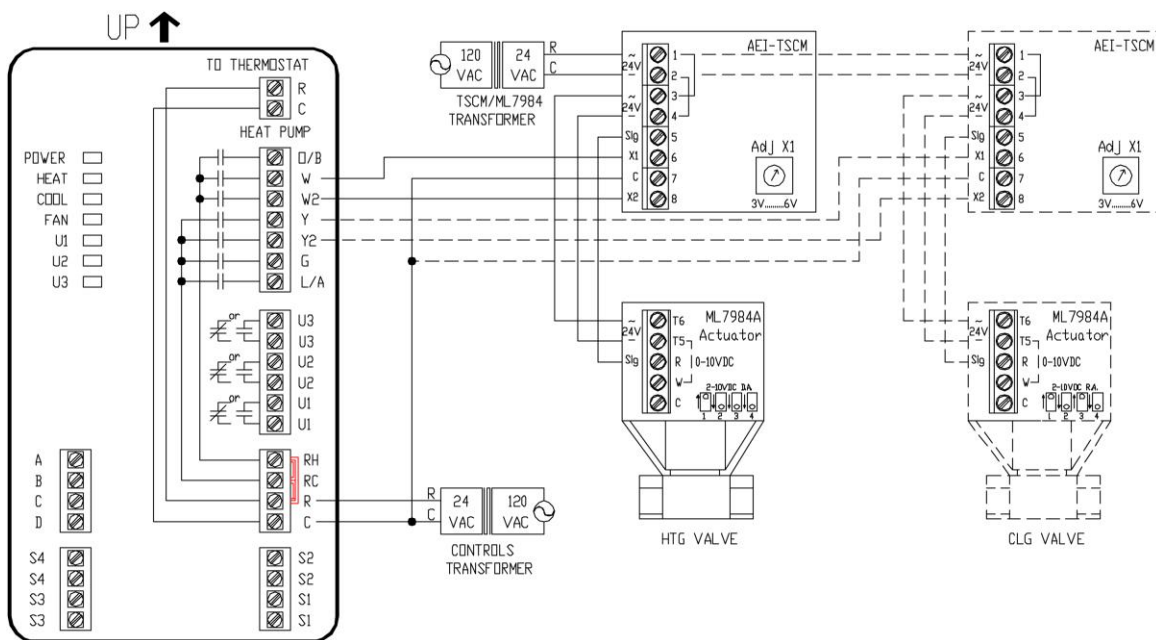 UP
TO THERMOSTAT
R
C
HEAT PUMP
O/B
W
W2
Y
Y2
G
L/A
POWER
HEAT
COOL
FAN
U1
U2
U3
or
U3
U3
or
U2
U2
or
U1
U1
RH
RC
R
C
A
B
C
D
S4
S4
S3
S3
S2
S2
S1
S1
R
C
24 VAC
120 VAC
CONTROLS
TRANSFORMER
120 VAC
24 VAC
R
C
TSCM/ML7984
TRANSFORMER
AEI-TSCM
~
24V
~
24V
Sig
X1
C
X2
1
2
3
4
5
6
7
8
Adj X1
3V.......6V
AEI-TSCM
~
24V
~
24V
Sig
X1
C
X2
1
2
3
4
5
6
7
8
Adj X1
3V.......6V
ML7984A
Actuator
~
24V
Sig
T6
T5
R
W
C
0-10VDC
2-10VDC D.A.
1 2 3 4
HTG VALVE
ML7984A
Actuator
~
24V
Sig
T6
T5
R
W
C
0-10VDC
2-10VDC R.A.
1 2 3 4
CLG VALVE